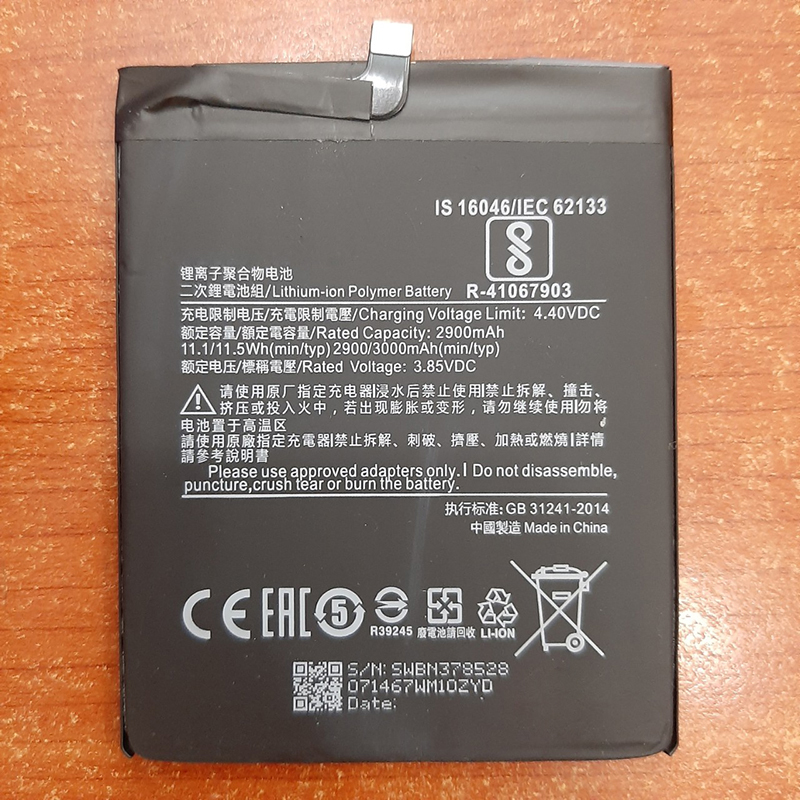 IS 16046/IEC 62133
R-41067903
锂离子聚合物电池
二次鋰電池組/Lithium-ion Polymer Battery
充电限制电压/充電限制電壓/Charging Voltage Limit: 4.40VDC
额定容量/額定電容量/Rated Capacity: 2900mAh
11.1/11.5Wh(min/typ) 2900/3000mAh(min/typ)
额定电压/標稱電壓/Rated Voltage: 3.85VDC
请使用原厂指定充电器|浸水后禁止使用|禁止拆解、撞击、
挤压或投入火中，若出现膨胀或变形，请勿继续使用|勿将
电池置于高温区
請使用原廠指定充電器|禁止拆解、刺破、擠壓、加熱或燃燒|詳情
請參考說明書
Please use approved adapters only.I Do not disassemble,
puncture,crush tear or burn the battery.
执行标准: GB 31241-2014
中國製造 Made in China
CE EAC 5
R39245
廢電池請回收
LI-ION
S/N: SWBN378528
071467WM10ZYD
Date: